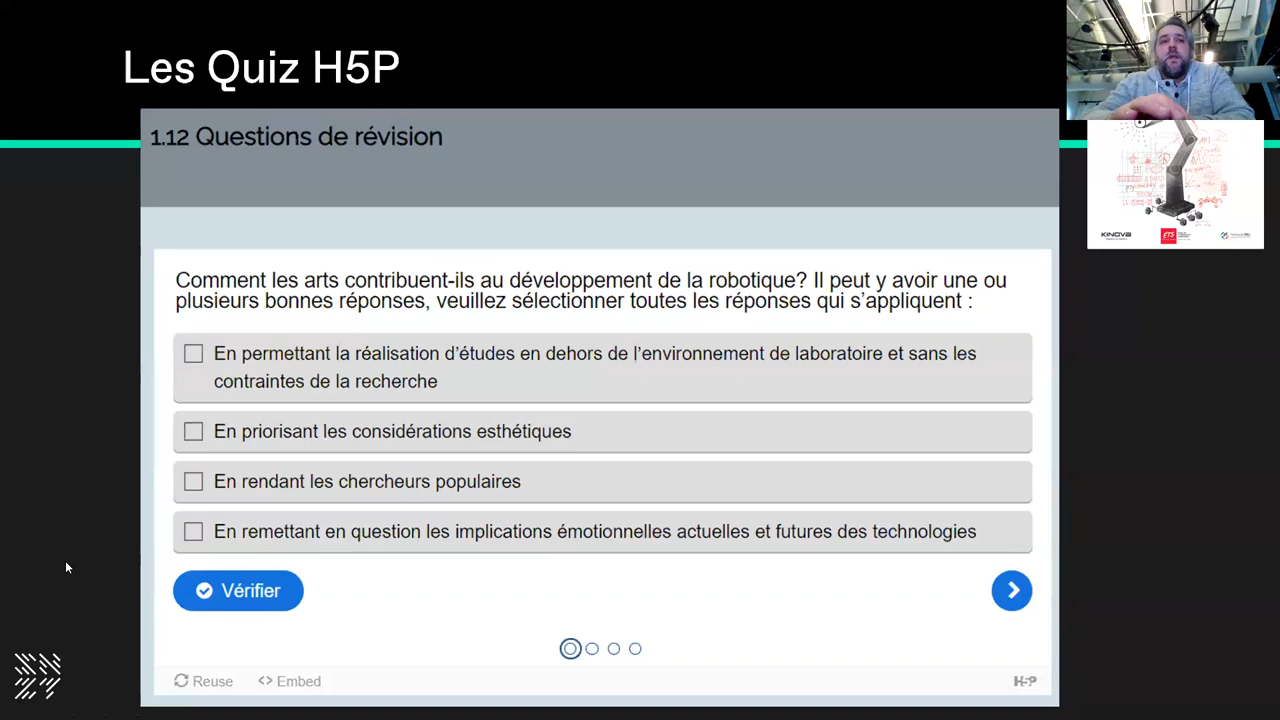 Les Quiz H5P
1.12 Questions de révision
Comment les arts contribuent-ils au développement de la robotique? Il peut y avoir une ou
plusieurs bonnes réponses, veuillez sélectionner toutes les réponses qui s’appliquent :
En permettant la réalisation d’études en dehors de l’environnement de laboratoire et sans les
contraintes de la recherche
En priorisant les considérations esthétiques
En rendant les chercheurs populaires
En remettant en question les implications émotionnelles actuelles et futures des technologies
Vérifier
Reuse
<> Embed
H5P
KINOVA
ETS